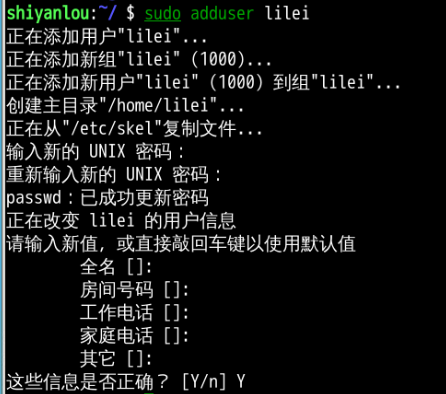 shiyanlou:~/ $ sudo adduser lilei
正在添加用户"lilei"...
正在添加新组"lilei" (1000)...
正在添加新用户"lilei" (1000) 到组"lilei"...
创建主目录"/home/lilei"...
正在从"/etc/skel"复制文件...
输入新的 UNIX 密码：
重新输入新的 UNIX 密码：
passwd：已成功更新密码
正在改变 lilei 的用户信息
请输入新值，或直接敲回车键以使用默认值
全名 []:
房间号码 []:
工作电话 []:
家庭电话 []:
其它 []:
这些信息是否正确？ [Y/n] Y